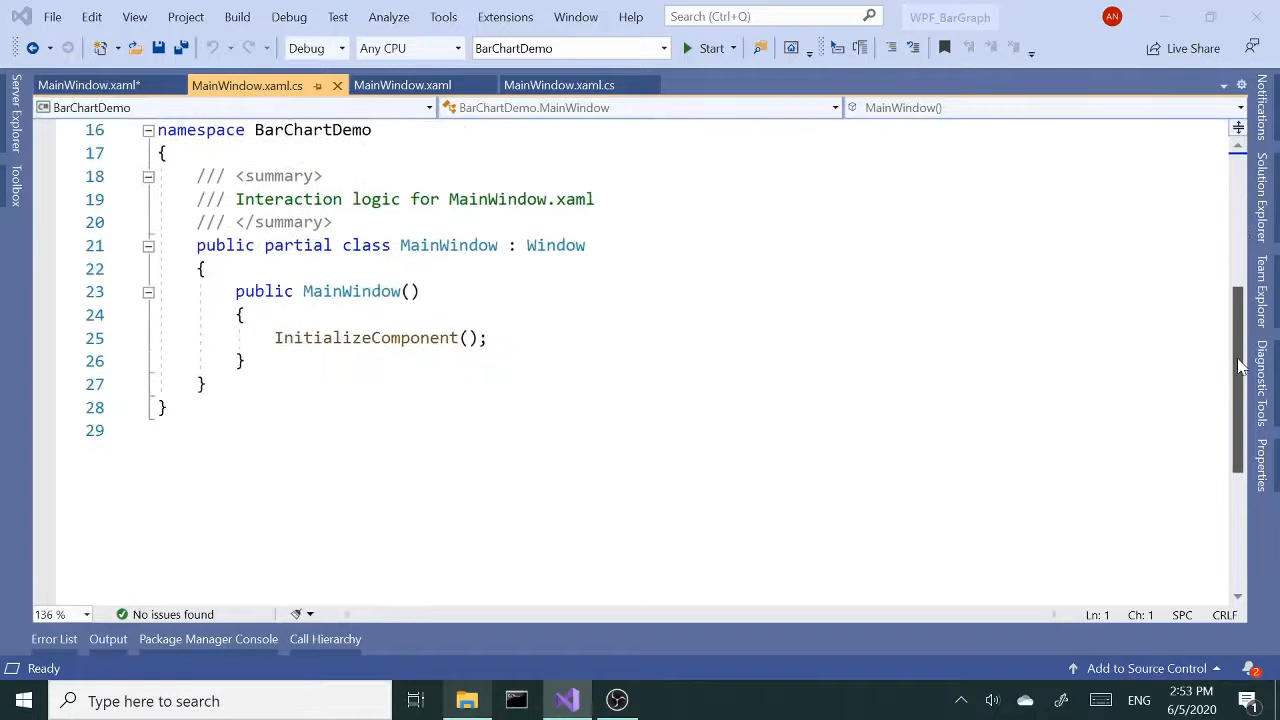 File Edit View Project Build Debug Test Analyze Tools Extensions Window Help Search (Ctrl+Q) WPF_BarGraph AN
Debug Any CPU BarChartDemo Start Live Share
MainWindow.xaml* MainWindow.xaml.cs MainWindow.xaml MainWindow.xaml.cs
BarChartDemo BarChartDemo.MainWindow MainWindow()
Server Explorer
Toolbox
16 namespace BarChartDemo
17 {
18 /// <summary>
19 /// Interaction logic for MainWindow.xaml
20 /// </summary>
21 public partial class MainWindow : Window
22 {
23 public MainWindow()
24 {
25 InitializeComponent();
26 }
27 }
28 }
29
Notifications
Solution Explorer
Team Explorer
Diagnostic Tools
Properties
136 % No issues found Ln: 1 Ch: 1 SPC CRLF
Error List Output Package Manager Console Call Hierarchy
Ready Add to Source Control 2
Type here to search ENG 2:53 PM
6/5/2020 1